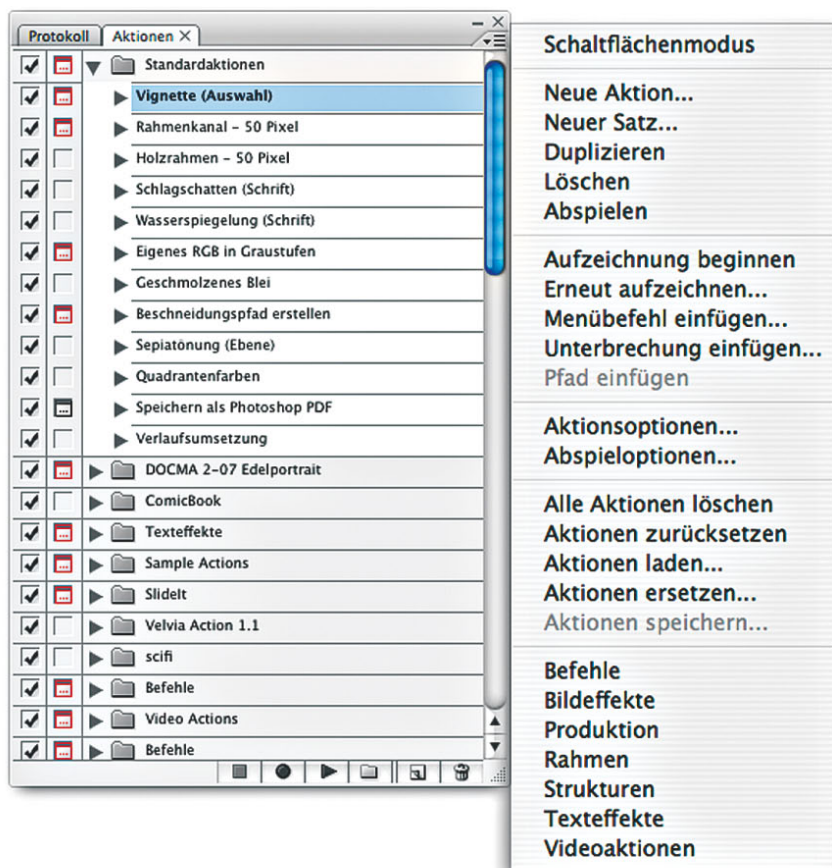 Protokoll
Aktionen
Standardaktionen
Vignette (Auswahl)
Rahmenkanal – 50 Pixel
Holzrahmen – 50 Pixel
Schlagschatten (Schrift)
Wasserspiegelung (Schrift)
Eigenes RGB in Graustufen
Geschmolzenes Blei
Beschneidungspfad erstellen
Sepiatönung (Ebene)
Quadrantenfarben
Speichern als Photoshop PDF
Verlaufsumsetzung
DOCMA 2-07 Edelportrait
ComicBook
Texteffekte
Sample Actions
SlideIt
Velvia Action 1.1
scifi
Befehle
Video Actions
Befehle
Schaltflächenmodus
Neue Aktion...
Neuer Satz...
Duplizieren
Löschen
Abspielen
Aufzeichnung beginnen
Erneut aufzeichnen...
Menübefehl einfügen...
Unterbrechung einfügen...
Pfad einfügen
Aktionsoptionen...
Abspieloptionen...
Alle Aktionen löschen
Aktionen zurücksetzen
Aktionen laden...
Aktionen ersetzen...
Aktionen speichern...
Befehle
Bildeffekte
Produktion
Rahmen
Strukturen
Texteffekte
Videoaktionen